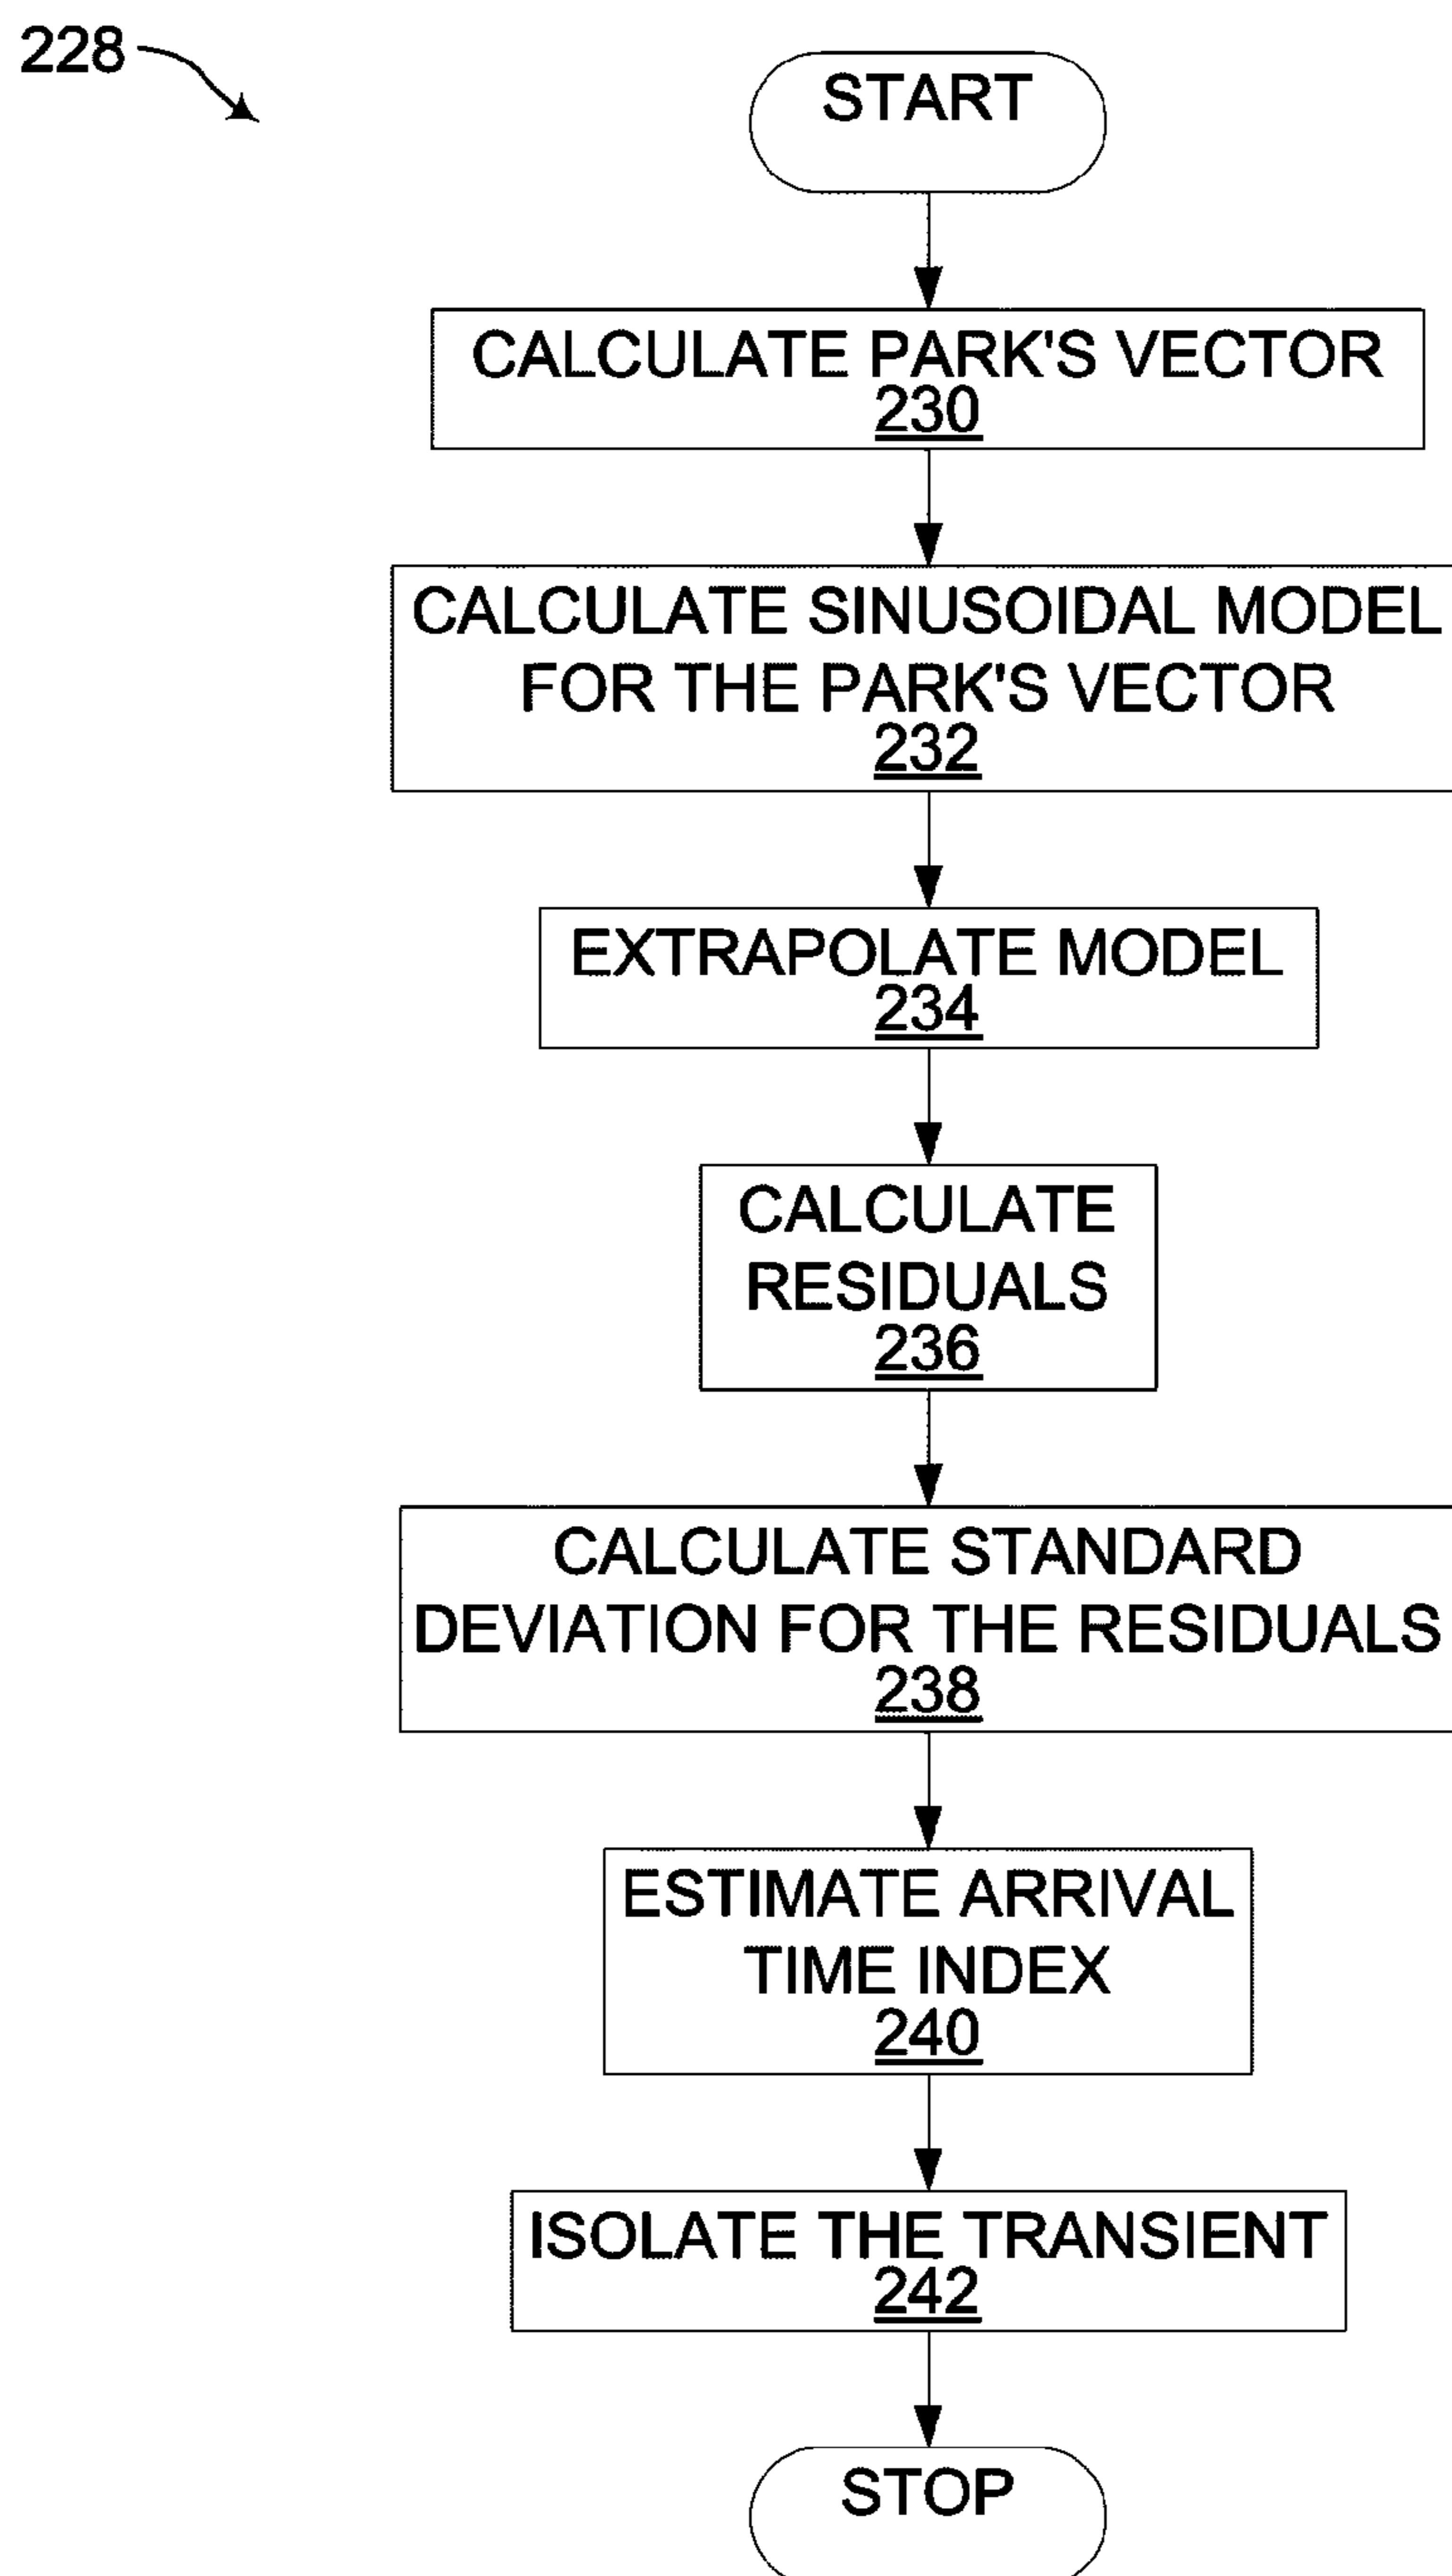 228
START
CALCULATE PARK'S VECTOR
230
CALCULATE SINUSOIDAL MODEL
FOR THE PARK'S VECTOR
232
EXTRAPOLATE MODEL
234
CALCULATE
RESIDUALS
236
CALCULATE STANDARD
DEVIATION FOR THE RESIDUALS
238
ESTIMATE ARRIVAL
TIME INDEX
240
ISOLATE THE TRANSIENT
242
STOP